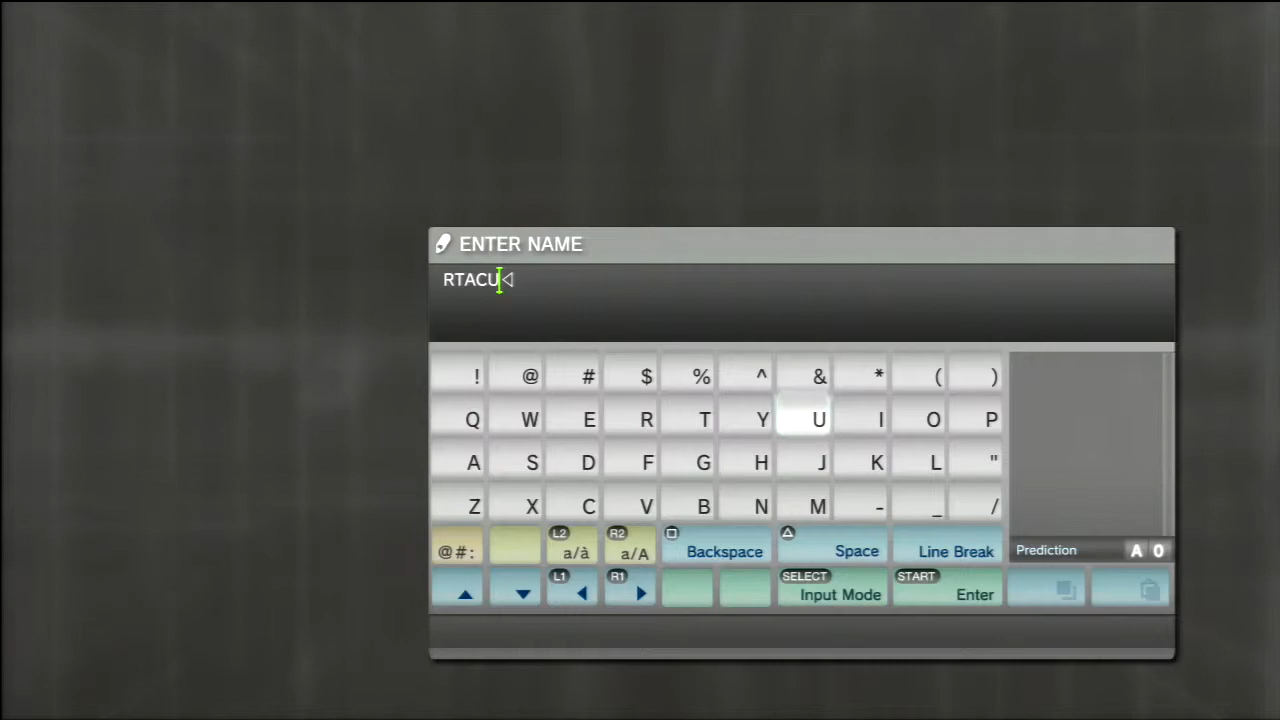 ENTER NAME
RTACU
! @ # $ % ^ & * ( )
Q W E R T Y U I O P
A S D F G H J K L "
Z X C V B N M - _ /
@#: L2 a/à R2 a/A Backspace Space Line Break
Prediction A 0
L1 R1 SELECT Input Mode START Enter